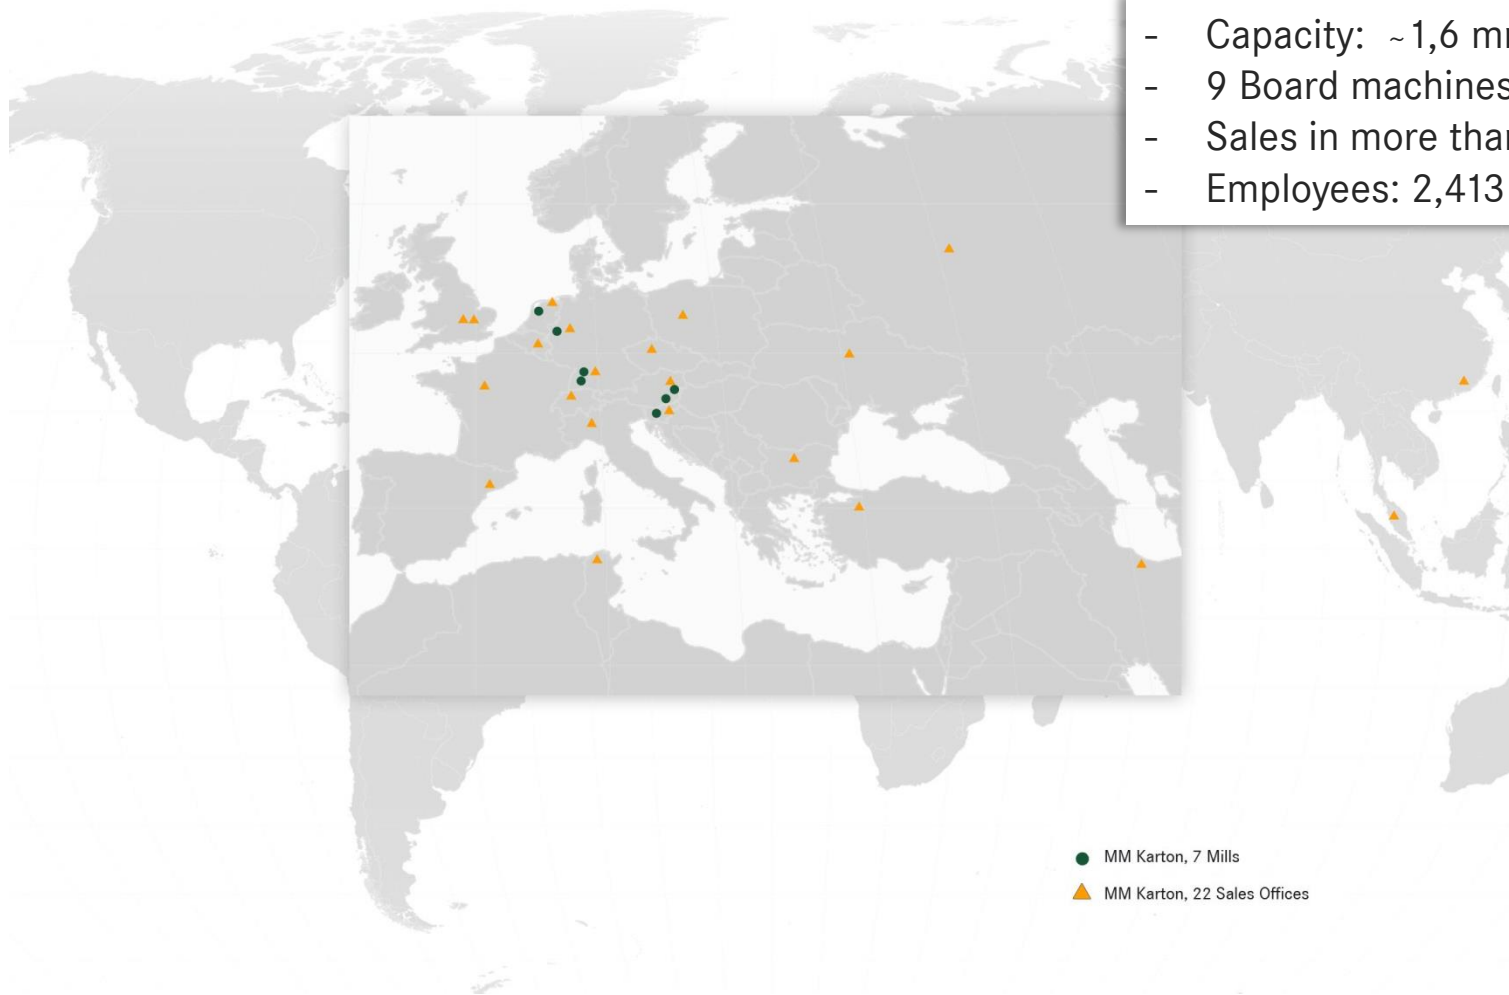 - Capacity: ~1,6 m
- 9 Board machines
- Sales in more than
- Employees: 2,413
MM Karton, 7 Mills
MM Karton, 22 Sales Offices